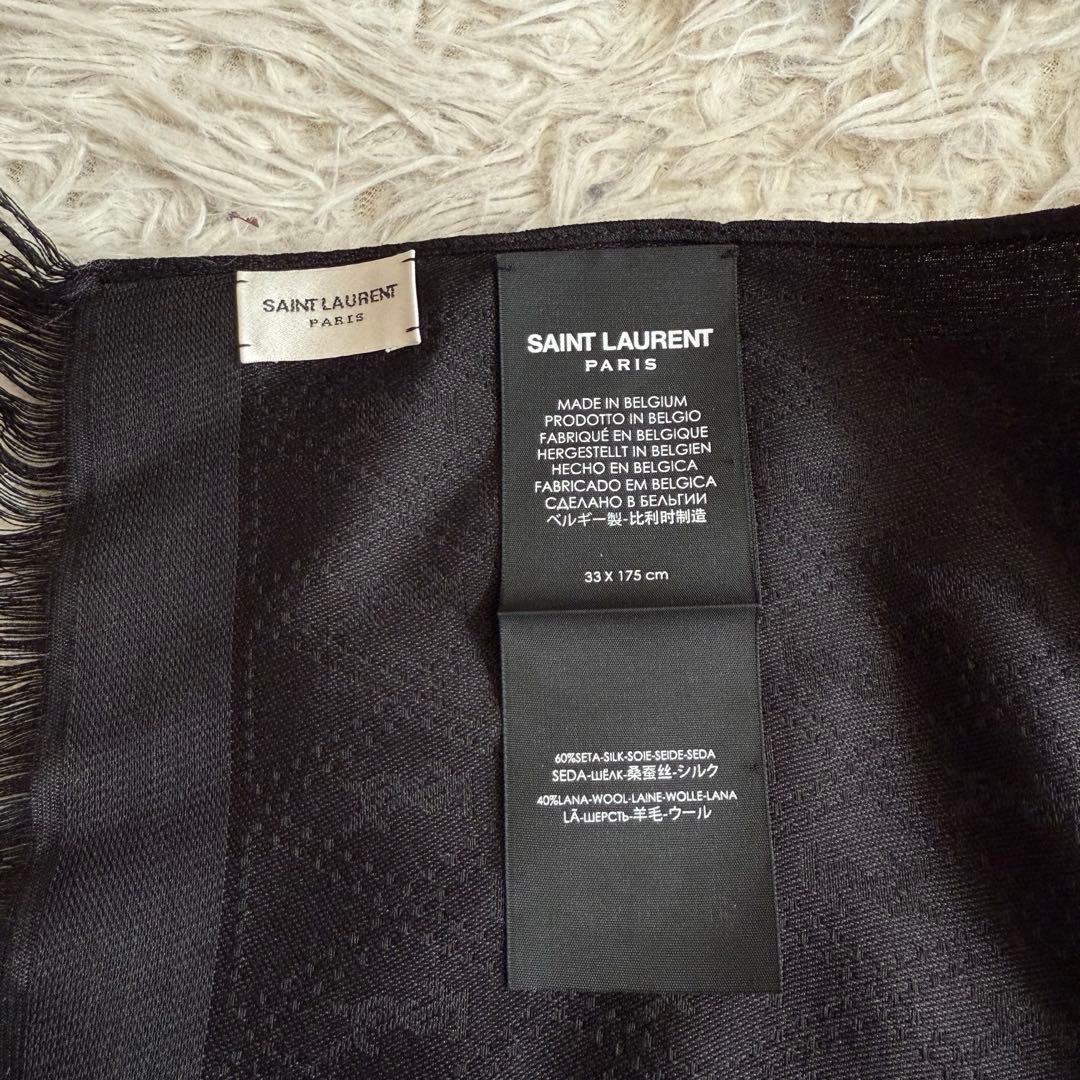 SAINT LAURENT
PARIS
SAINT LAURENT
PARIS
MADE IN BELGIUM
PRODOTTO IN BELGIO
FABRIQUÉ EN BELGIQUE
HERGESTELLT IN BELGIEN
HECHO EN BELGICA
FABRICADO EM BELGICA
СДЕЛАНО В БЕЛЬГИИ
ベルギー製-比利时制造
33 X 175 cm
60%SETA-SILK-SOIE-SEIDE-SEDA
SEDA-ШЁЛК-桑蚕丝-シルク
40%LANA-WOOL-LAINE-WOLLE-LANA
LÃ-ШЕРСТЬ-羊毛-ウール